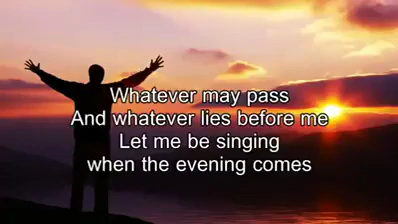 Whatever may pass
And whatever lies before me
Let me be singing
when the evening comes